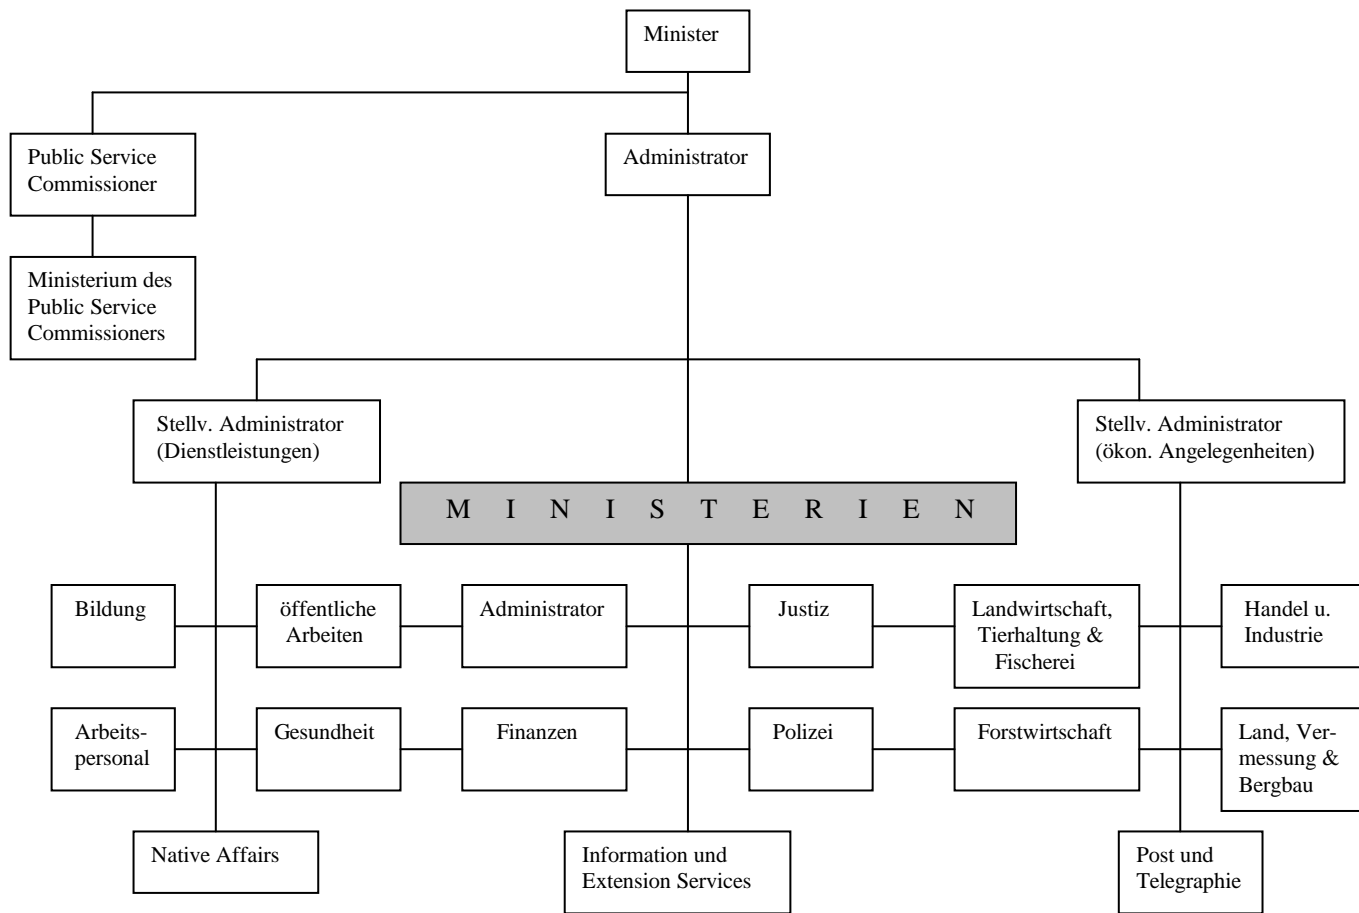 Minister
Public Service
Commissioner
Administrator
Ministerium des
Public Service
Commissioners
Stellv. Administrator
(Dienstleistungen)
Stellv. Administrator
(ökon. Angelegenheiten)
M I N I S T E R I E N
Bildung
öffentliche
Arbeiten
Administrator
Justiz
Landwirtschaft,
Tierhaltung &
Fischerei
Handel u.
Industrie
Arbeits-
personal
Gesundheit
Finanzen
Polizei
Forstwirtschaft
Land, Ver-
messung &
Bergbau
Native Affairs
Information und
Extension Services
Post und
Telegraphie